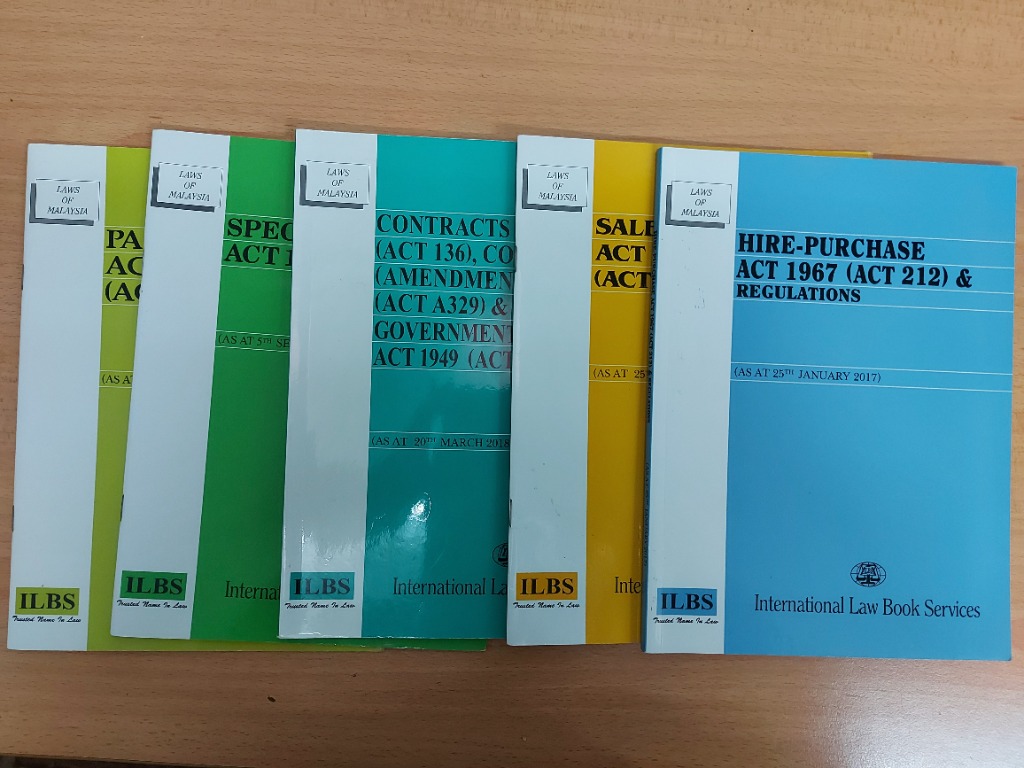 LAWS
OF
MALAYSIA
PA
AC
(AC
(AS AT
ILBS
Trusted Name In Law
LAWS
OF
MALAYSIA
SPEC
ACT 1
(AS AT 5TH SE
ILBS
Trusted Name In Law
Interna
LAWS
OF
MALAYSIA
CONTRACTS
(ACT 136), CO
(AMENDMEN
(ACT A329) &
GOVERNMENT
ACT 1949 (ACT
(AS AT 20TH MARCH 2018
ILBS
Trusted Name In Law
International Law
LAWS
OF
MALAYSIA
SALE
ACT
(ACT
(AS AT 25
ILBS
Trusted Name In Law
Inte
LAWS
OF
MALAYSIA
HIRE-PURCHASE
ACT 1967 (ACT 212) &
REGULATIONS
(AS AT 25TH JANUARY 2017)
ILBS
Trusted Name In Law
International Law Book Services